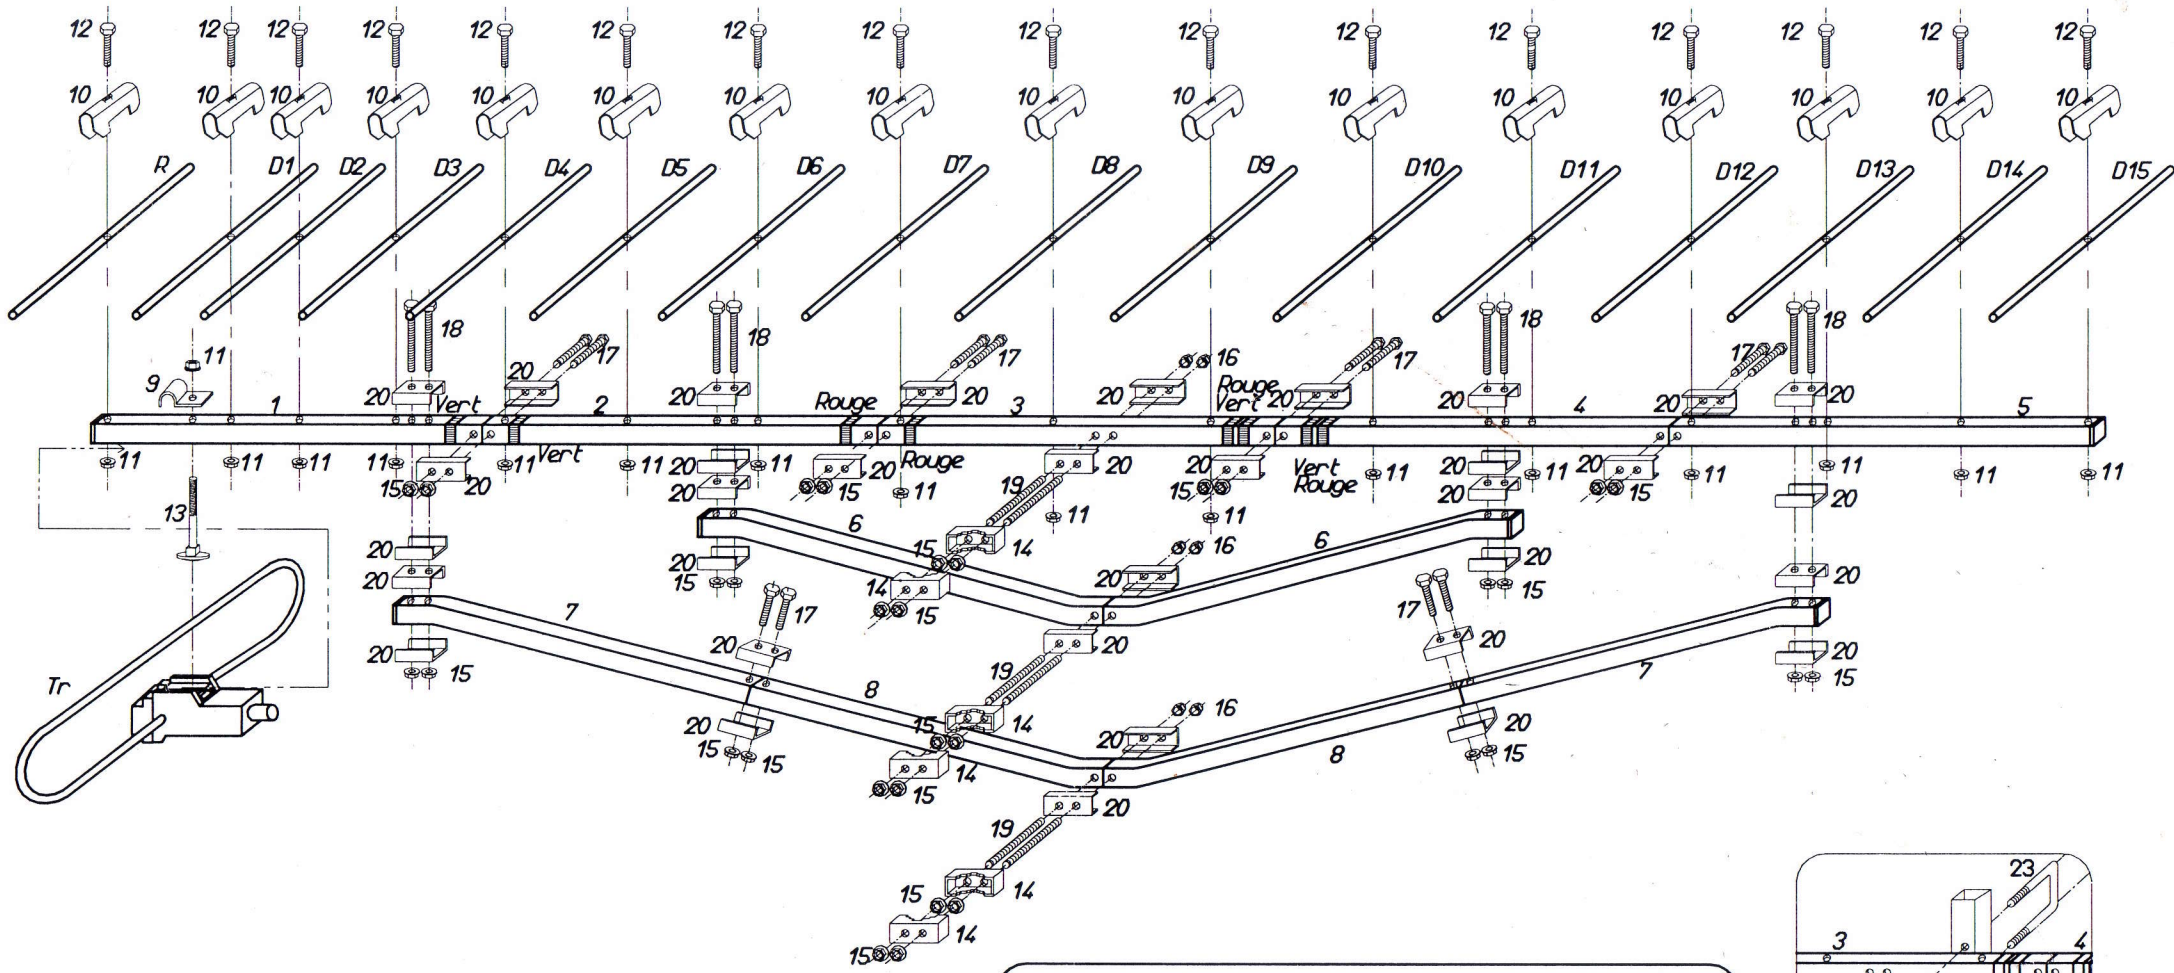 12 12 12 12 12 12 12 12 12 12 12 12 12 12 12 12
10 10 10 10 10 10 10 10 10 10 10 10 10 10 10 10
R D1 D2 D3 D4 D5 D6 D7 D8 D9 D10 D11 D12 D13 D14 D15
18 18 18 18
11 17 17 16 17 17
9 20 20 20 20 20 20 20 20 20 20
Rouge
1 Vert 2 Rouge 3 Vert 4 5
11 11 11 11 20 11 Vert 11 20 11 20 Rouge 20 20 11 Vert 20 11 20 11 11 11 11
Rouge
15 20 15 11 15 20 15 20
13 19 11 11
6 6
20 20 15 14 16 20
20 15 14 20 15 20
7 17 15 17
20 15 20 20 20 20 15
Tr 19 7
8 16
20 15 14 20 20
15 15 14 8 15
15 20
19
15 14 23
15 14 3 4